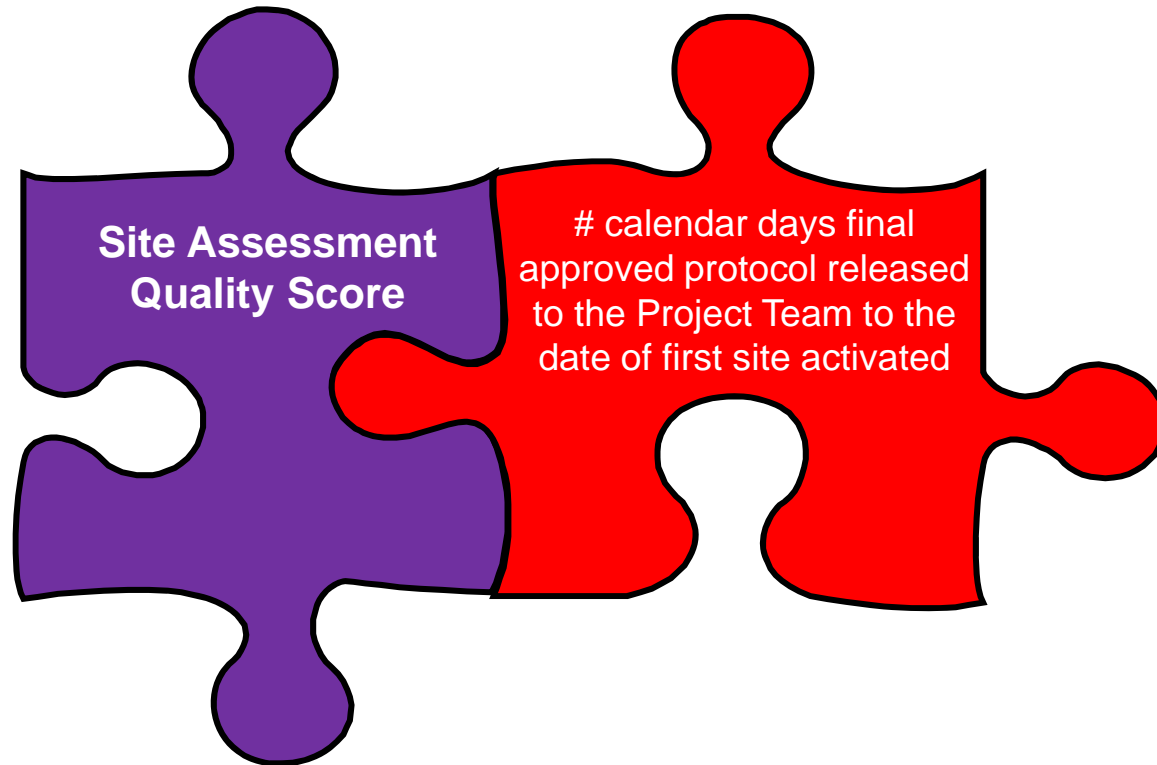 Site Assessment
Quality Score
# calendar days final
approved protocol released
to the Project Team to the
date of first site activated